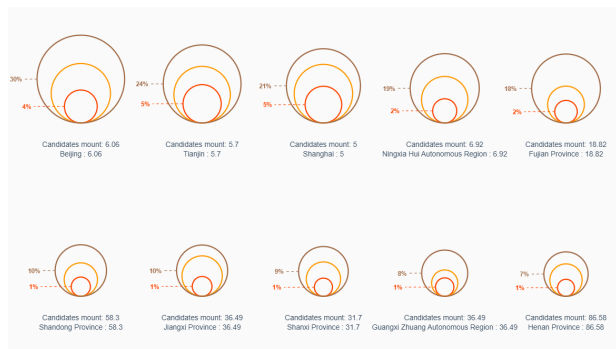 30%
4%
Candidates mount: 6.06
Beijing : 6.06
24%
5%
Candidates mount: 5.7
Tianjin : 5.7
21%
5%
Candidates mount: 5
Shanghai : 5
19%
2%
Candidates mount: 6.92
Ningxia Hui Autonomous Region : 6.92
18%
2%
Candidates mount: 18.82
Fujian Province : 18.82
10%
1%
Candidates mount: 58.3
Shandong Province : 58.3
10%
1%
Candidates mount: 36.49
Jiangxi Province : 36.49
9%
1%
Candidates mount: 31.7
Shanxi Province : 31.7
8%
1%
Candidates mount: 36.49
Guangxi Zhuang Autonomous Region : 36.49
7%
1%
Candidates mount: 86.58
Henan Province : 86.58